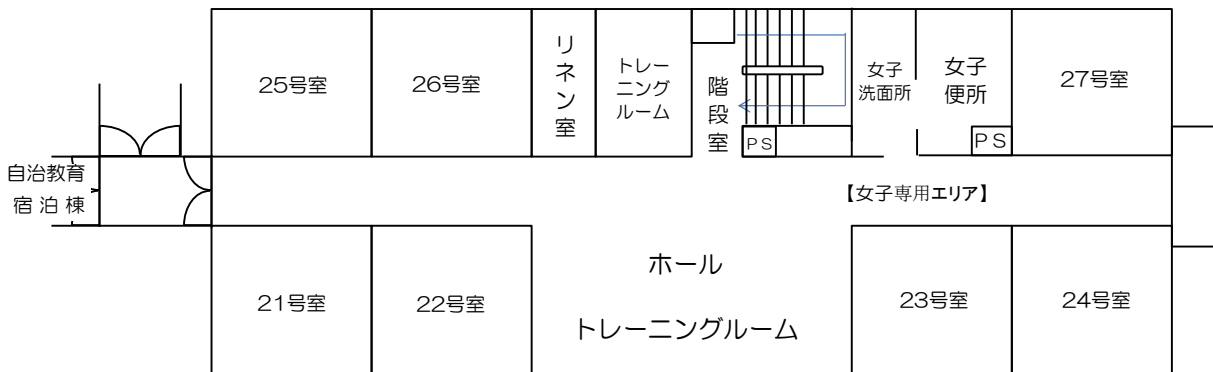 25号室
26号室
リネン室
トレー
ニング
ルーム
階段室
PS
女子
洗面所
女子
便所
PS
27号室
自治教育
宿泊棟
【女子専用エリア】
21号室
22号室
ホール
トレーニングルーム
23号室
24号室